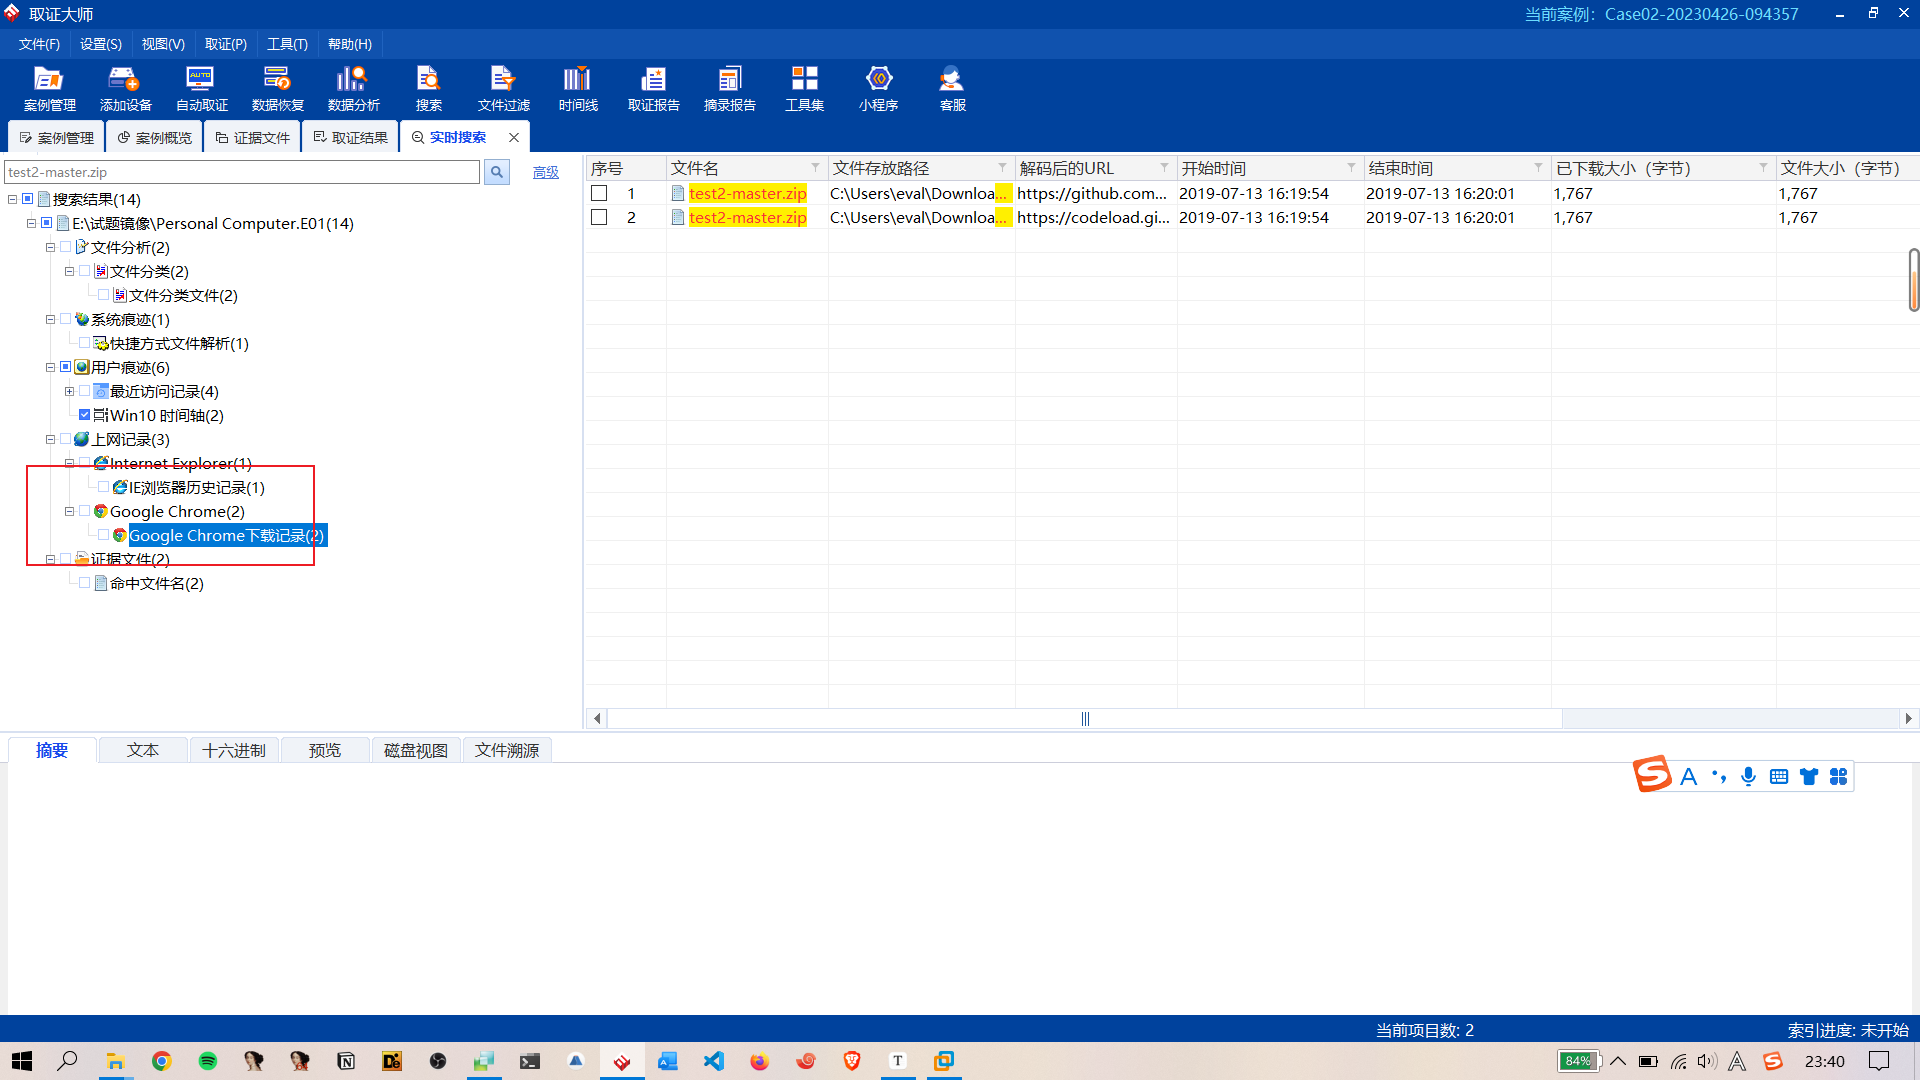 取证大师
当前案例：Case02-20230426-094357
文件(F) 设置(S) 视图(V) 取证(P) 工具(T) 帮助(H)
AUTO
案例管理 添加设备 自动取证 数据恢复 数据分析 搜索 文件过滤 时间线 取证报告 摘录报告 工具集 小程序 客服
案例管理 案例概览 证据文件 取证结果 实时搜索
test2-master.zip 高级
搜索结果(14)
E:\试题镜像\Personal Computer.E01(14)
文件分析(2)
文件分类(2)
文件分类文件(2)
系统痕迹(1)
快捷方式文件解析(1)
用户痕迹(6)
最近访问记录(4)
Win10 时间轴(2)
上网记录(3)
Internet Explorer(1)
IE浏览器历史记录(1)
Google Chrome(2)
Google Chrome下载记录(2)
证据文件(2)
命中文件名(2)
序号 文件名 文件存放路径 解码后的URL 开始时间 结束时间 已下载大小（字节） 文件大小（字节）
1 test2-master.zip C:\Users\eval\Downloa... https://github.com... 2019-07-13 16:19:54 2019-07-13 16:20:01 1,767 1,767
2 test2-master.zip C:\Users\eval\Downloa... https://codeload.gi... 2019-07-13 16:19:54 2019-07-13 16:20:01 1,767 1,767
摘要 文本 十六进制 预览 磁盘视图 文件溯源
S A
当前项目数: 2 索引进度: 未开始
84% 23:40